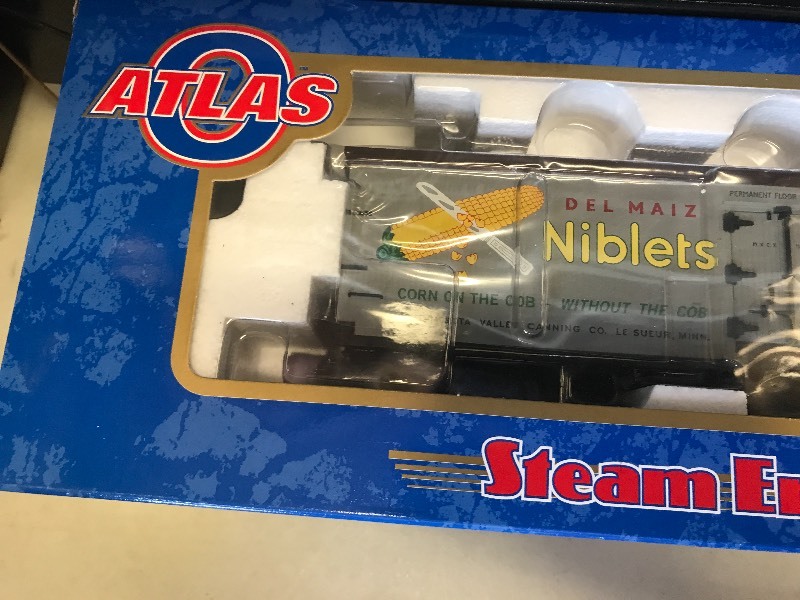 ATLAS
O
DEL MAIZ
Niblets
CORN ON THE COB - WITHOUT THE COB
VALLEY CANNING CO. LE SUEUR, MINN.
PERMANENT FLOOR
Steam